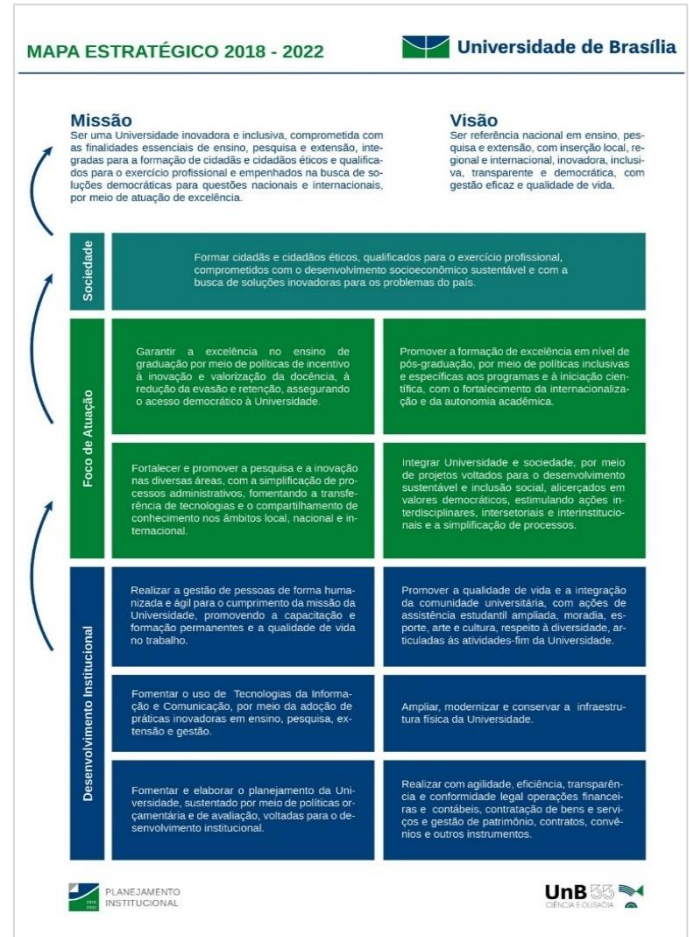 MAPA ESTRATÉGICO 2018 - 2022
Universidade de Brasília
Missão
Ser uma Universidade inovadora e inclusiva, comprometida com
as finalidades essenciais de ensino, pesquisa e extensão, inte-
gradas para a formação de cidadãs e cidadãos éticos e qualifica-
dos para o exercício profissional e empenhados na busca de so-
luções democráticas para questões nacionais e internacionais,
por meio de atuação de excelência.
Visão
Ser referência nacional em ensino, pes-
quisa e extensão, com inserção local, re-
gional e internacional, inovadora, inclusi-
va, transparente e democrática, com
gestão eficaz e qualidade de vida.
Sociedade
Formar cidadãs e cidadãos éticos, qualificados para o exercício profissional,
comprometidos com o desenvolvimento socioeconômico sustentável e com a
busca de soluções inovadoras para os problemas do país.
Foco de Atuação
Garantir a excelência no ensino de
graduação por meio de políticas de incentivo
à inovação e valorização da docência, à
redução da evasão e retenção, assegurando
o acesso democrático à Universidade.
Promover a formação de excelência em nível de
pós-graduação, por meio de políticas inclusivas
e específicas aos programas e à iniciação cien-
tífica, com o fortalecimento da internacionaliza-
ção e da autonomia acadêmica.
Fortalecer e promover a pesquisa e a inovação
nas diversas áreas, com a simplificação de pro-
cessos administrativos, fomentando a transfe-
rência de tecnologias e o compartilhamento de
conhecimento nos âmbitos local, nacional e in-
ternacional.
Integrar Universidade e sociedade, por meio
de projetos voltados para o desenvolvimento
sustentável e inclusão social, alicerçados em
valores democráticos, estimulando ações in-
terdisciplinares, intersetoriais e interinstitucio-
nais e a simplificação de processos.
Desenvolvimento Institucional
Realizar a gestão de pessoas de forma huma-
nizada e ágil para o cumprimento da missão da
Universidade, promovendo a capacitação e
formação permanentes e a qualidade de vida
no trabalho.
Promover a qualidade de vida e a integração
da comunidade universitária, com ações de
assistência estudantil ampliada, moradia, es-
porte, arte e cultura, respeito à diversidade, ar-
ticuladas às atividades-fim da Universidade.
Fomentar o uso de Tecnologias da Informa-
ção e Comunicação, por meio da adoção de
práticas inovadoras em ensino, pesquisa, ex-
tensão e gestão.
Ampliar, modernizar e conservar a infraestru-
tura física da Universidade.
Fomentar e elaborar o planejamento da Uni-
versidade, sustentado por meio de políticas or-
çamentária e de avaliação, voltadas para o de-
senvolvimento institucional.
Realizar com agilidade, eficiência, transparên-
cia e conformidade legal operações financei-
ras e contábeis, contratação de bens e servi-
ços e gestão de patrimônio, contratos, convê-
nios e outros instrumentos.
2018
2022
PLANEJAMENTO
INSTITUCIONAL
UnB 55
CIÊNCIA E OUSADIA